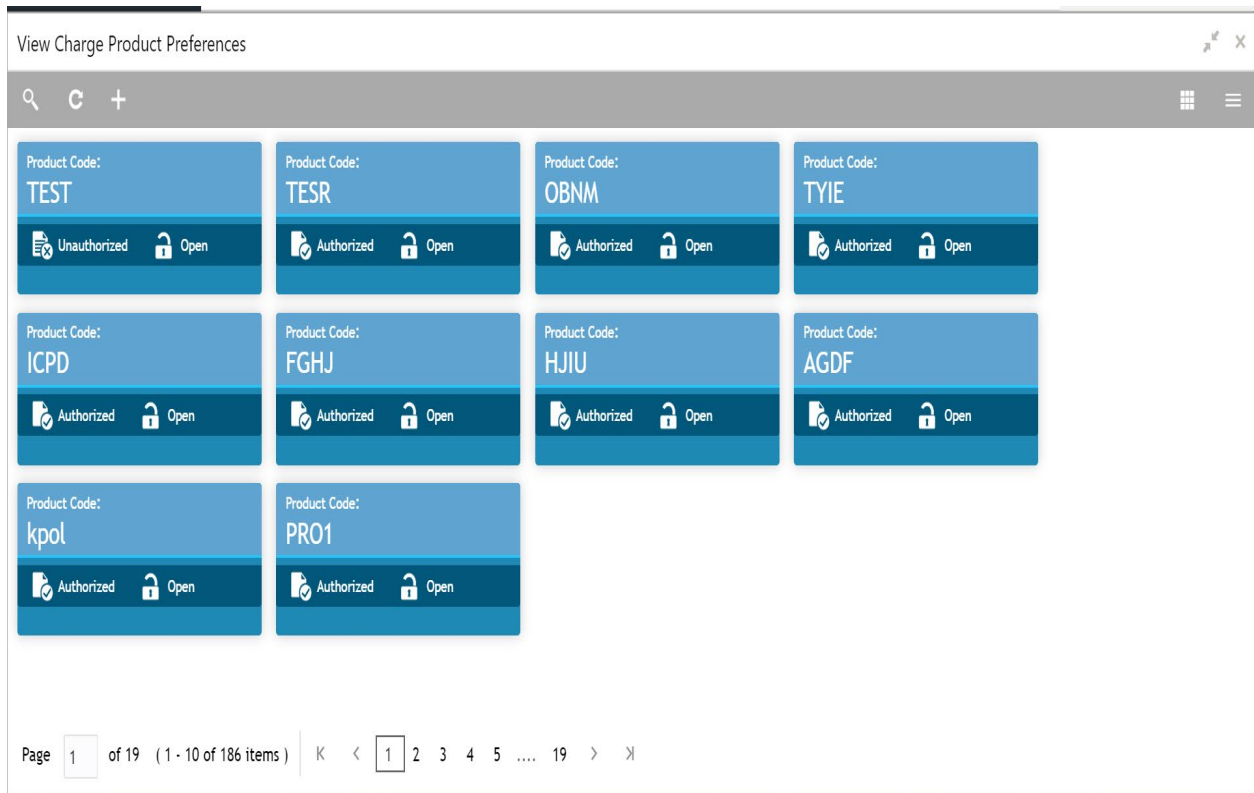 View Charge Product Preferences
Product Code: Product Code: Product Code: Product Code:
TEST TESR OBNM TYIE
Unauthorized Open Authorized Open Authorized Open Authorized Open
Product Code: Product Code: Product Code: Product Code:
ICPD FGHJ HJIU AGDF
Authorized Open Authorized Open Authorized Open Authorized Open
Product Code: Product Code:
kpol PRO1
Authorized Open Authorized Open
Page 1 of 19 ( 1 - 10 of 186 items ) 1 2 3 4 5 .... 19